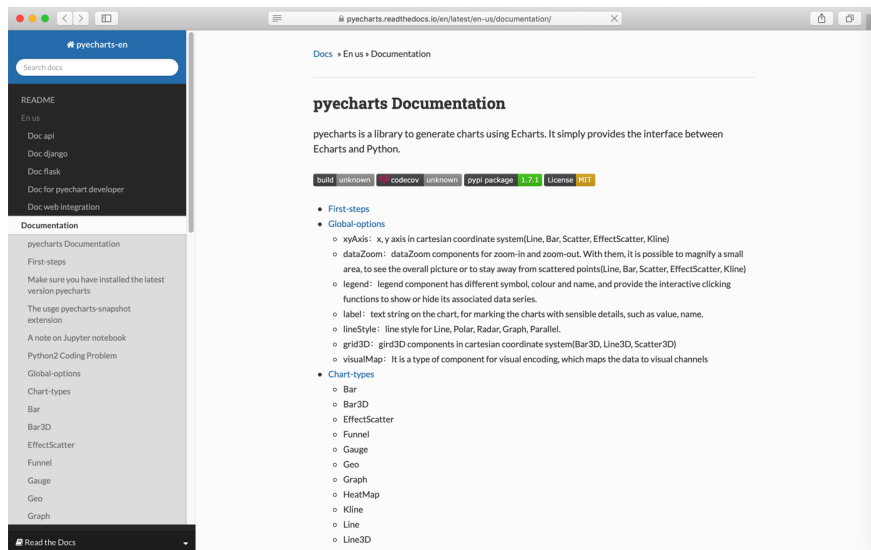 pyecharts.readthedocs.io/en/latest/en-us/documentation/
pyecharts-en
Search docs
README
En us
Doc api
Doc django
Doc flask
Doc for pyechart developer
Doc web integration
Documentation
pyecharts Documentation
First-steps
Make sure you have installed the latest
version pyecharts
The usge pyecharts-snapshot
extension
A note on Jupyter notebook
Python2 Coding Problem
Global-options
Chart-types
Bar
Bar3D
EffectScatter
Funnel
Gauge
Geo
Graph
Read the Docs
Docs » En us » Documentation
pyecharts Documentation
pyecharts is a library to generate charts using Echarts. It simply provides the interface between
Echarts and Python.
build unknown codecov unknown pypi package 1.7.1 License MIT
First-steps
Global-options
xyAxis：x, y axis in cartesian coordinate system(Line, Bar, Scatter, EffectScatter, Kline)
dataZoom：dataZoom components for zoom-in and zoom-out. With them, it is possible to magnify a small
area, to see the overall picture or to stay away from scattered points(Line, Bar, Scatter, EffectScatter, Kline)
legend：legend component has different symbol, colour and name, and provide the interactive clicking
functions to show or hide its associated data series.
label：text string on the chart, for marking the charts with sensible details, such as value, name.
lineStyle：line style for Line, Polar, Radar, Graph, Parallel.
grid3D：gird3D components in cartesian coordinate system(Bar3D, Line3D, Scatter3D)
visualMap：It is a type of component for visual encoding, which maps the data to visual channels
Chart-types
Bar
Bar3D
EffectScatter
Funnel
Gauge
Geo
Graph
HeatMap
Kline
Line
Line3D